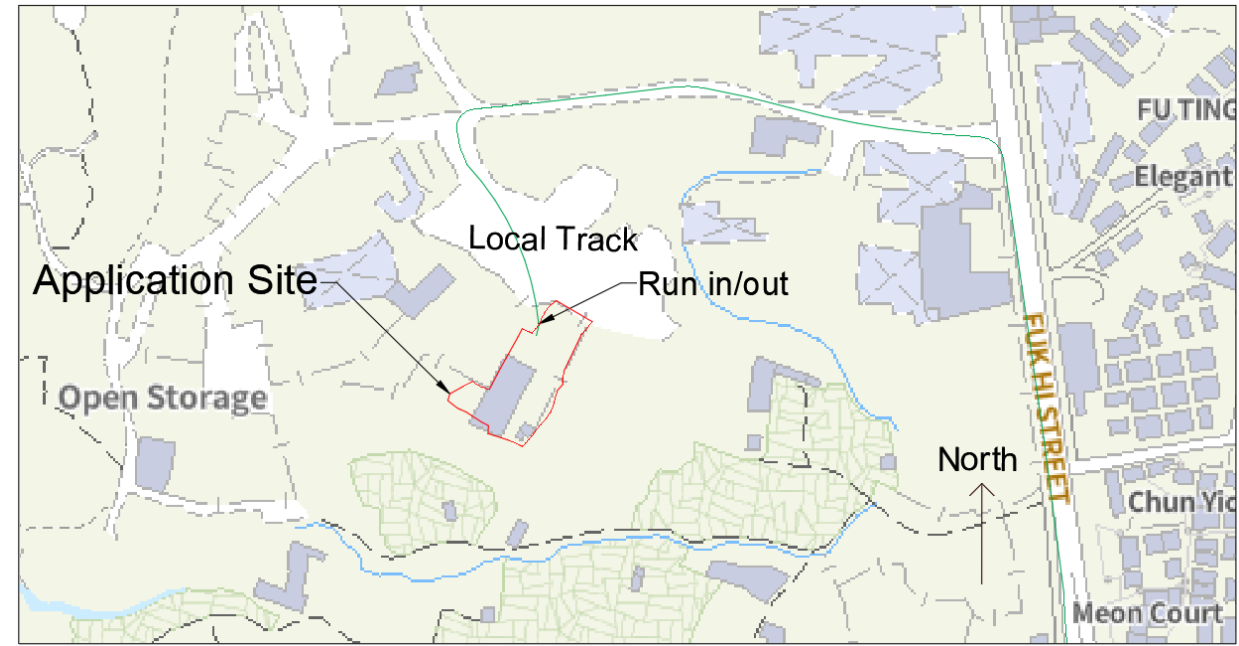 FU TING
Elegant
Local Track
Application Site
Run in/out
FUK HI STREET
Open Storage
North
Chun Yic
Meon Court